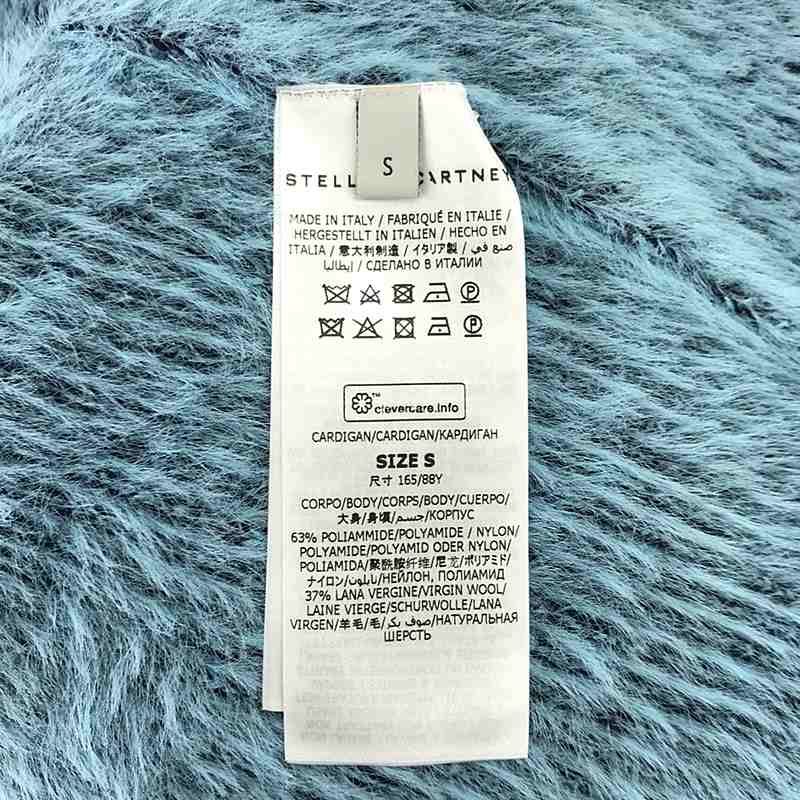 S
STELL CARTNEY
MADE IN ITALY / FABRIQUÉ EN ITALIE /
HERGESTELLT IN ITALIEN / HECHO EN
ITALIA / 意大利制造 / イタリア製 / صنع في
إيطاليا / СДЕЛАНО В ИТАЛИИ
clevercare.info
CARDIGAN/CARDIGAN/КАРДИГАН
SIZE S
尺寸 165/88Y
CORPO/BODY/CORPS/BODY/CUERPO/
大身/身頃/جسم/КОРПУС
63% POLIAMMIDE/POLYAMIDE / NYLON/
POLYAMIDE/POLYAMID ODER NYLON/
POLIAMIDA/聚酰胺纤维/尼龙/ポリアミド/
ナイロン/نايلون/НЕЙЛОН, ПОЛИАМИД
37% LANA VERGINE/VIRGIN WOOL/
LAINE VIERGE/SCHURWOLLE/LANA
VIRGEN/羊毛/毛/صوف بكر/НАТУРАЛЬНАЯ
ШЕРСТЬ